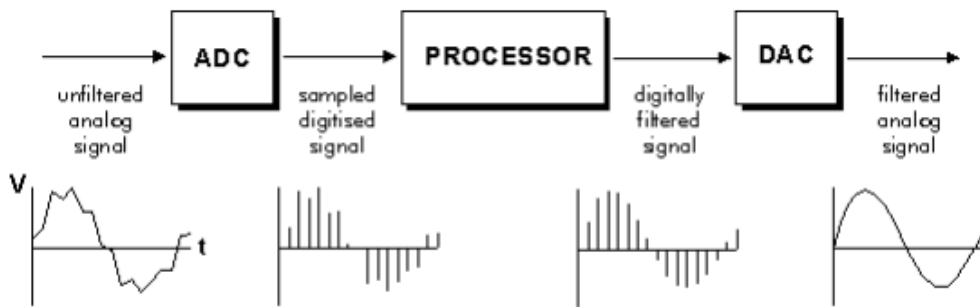 ADC
PROCESSOR
DAC
unfiltered
analog
signal
sampled
digitised
signal
digitally
filtered
signal
filtered
analog
signal
V
t